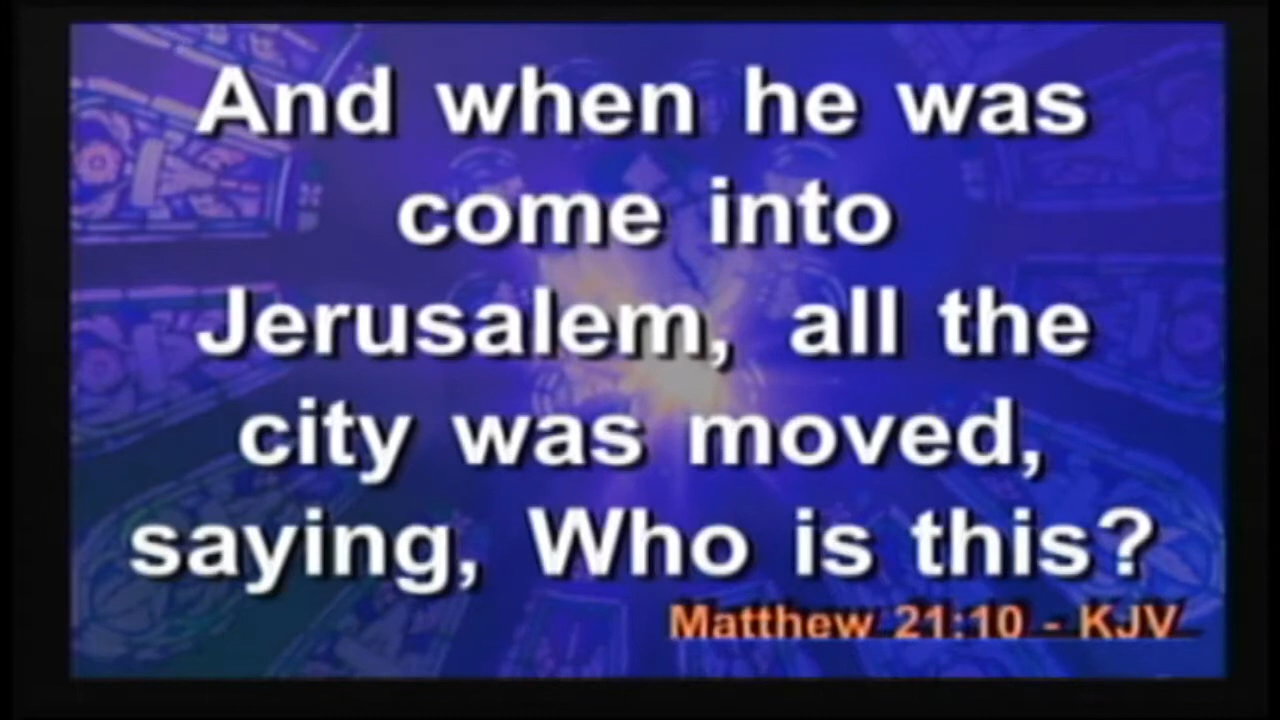 And when he was
come into
Jerusalem, all the
city was moved,
saying, Who is this?
Matthew 21:10 - KJV